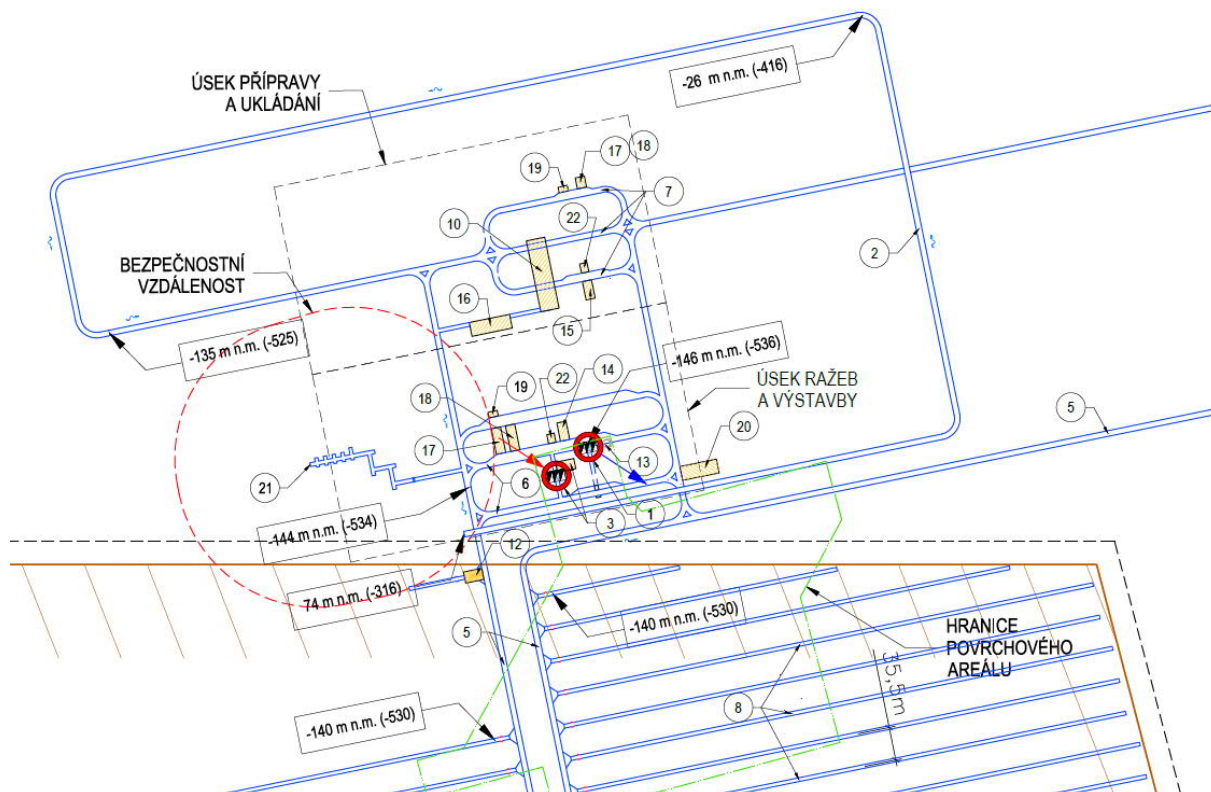 -26 m n.m. (-416)
ÚSEK PŘÍPRAVY
A UKLÁDÁNÍ
19
17
18
7
10
22
2
BEZPEČNOSTNÍ
VZDÁLENOST
16
15
-135 m n.m. (-525)
-146 m n.m. (-536)
ÚSEK RAŽEB
A VÝSTAVBY
19
22
14
18
5
17
20
13
21
6
3
1
-144 m n.m. (-534)
12
74 m n.m. (-316)
-140 m n.m. (-530)
5
HRANICE
POVRCHOVÉHO
AREÁLU
35,5m
8
-140 m n.m. (-530)